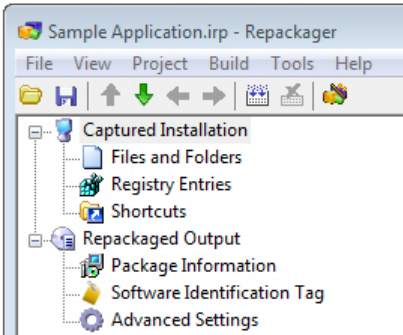 Sample Application.irp - Repackager
File View Project Build Tools Help
Captured Installation
Files and Folders
Registry Entries
Shortcuts
Repackaged Output
Package Information
Software Identification Tag
Advanced Settings